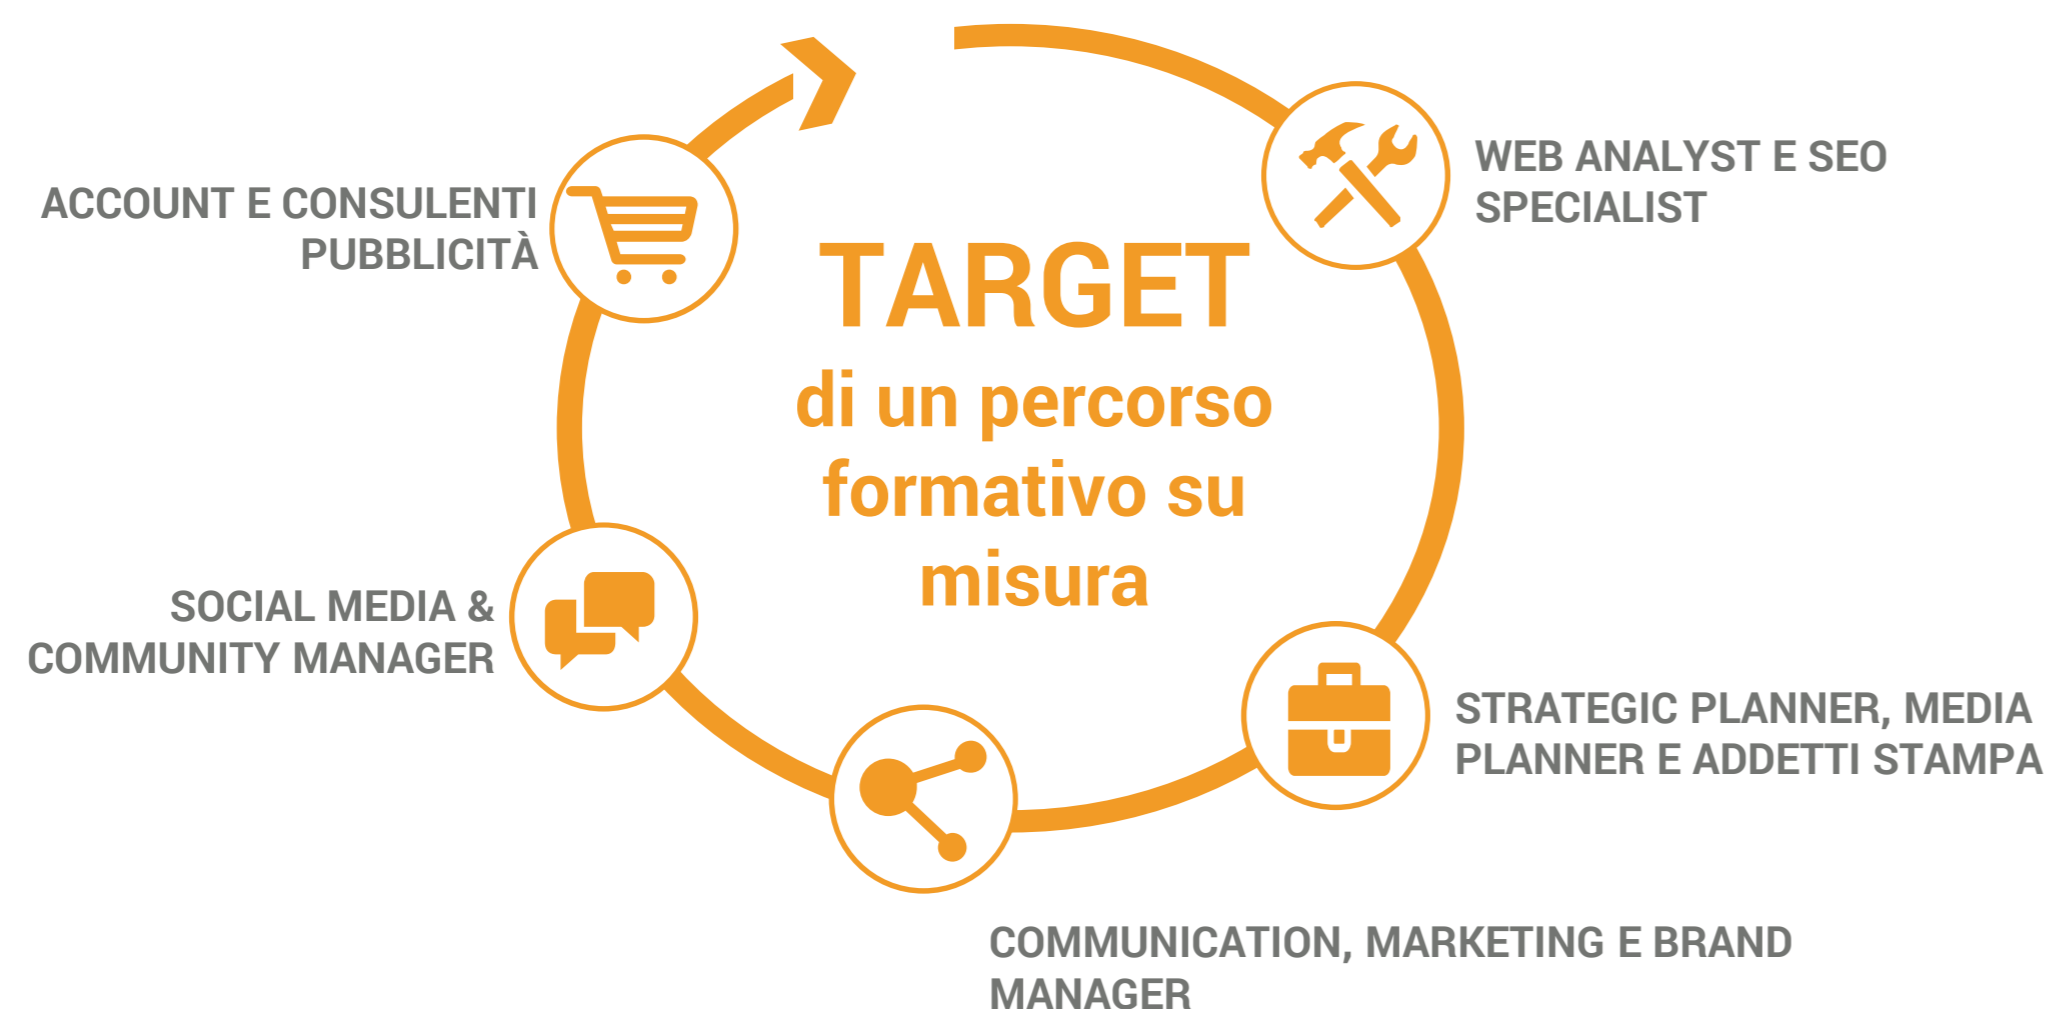 TARGET
di un percorso
formativo su
misura
WEB ANALYST E SEO
SPECIALIST
STRATEGIC PLANNER, MEDIA
PLANNER E ADDETTI STAMPA
COMMUNICATION, MARKETING E BRAND
MANAGER
SOCIAL MEDIA &
COMMUNITY MANAGER
ACCOUNT E CONSULENTI
PUBBLICITÀ